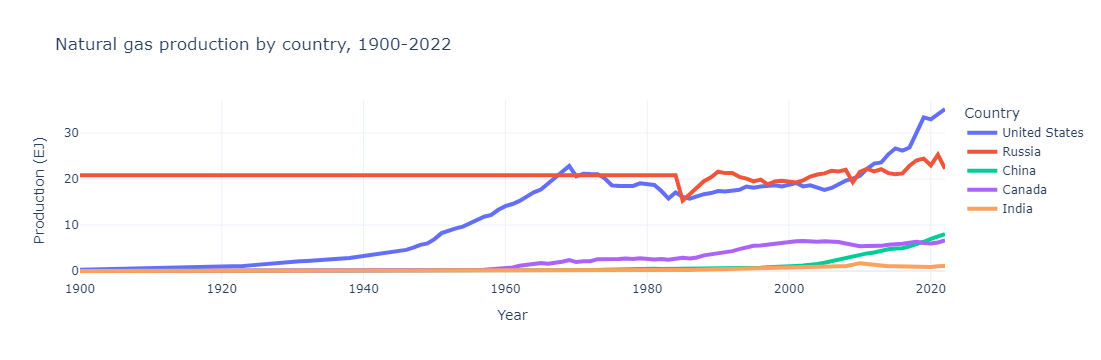 Natural gas production by country, 1900-2022
Production (EJ)
30
20
10
0
1900
1920
1940
1960
1980
2000
2020
Year
Country
United States
Russia
China
Canada
India